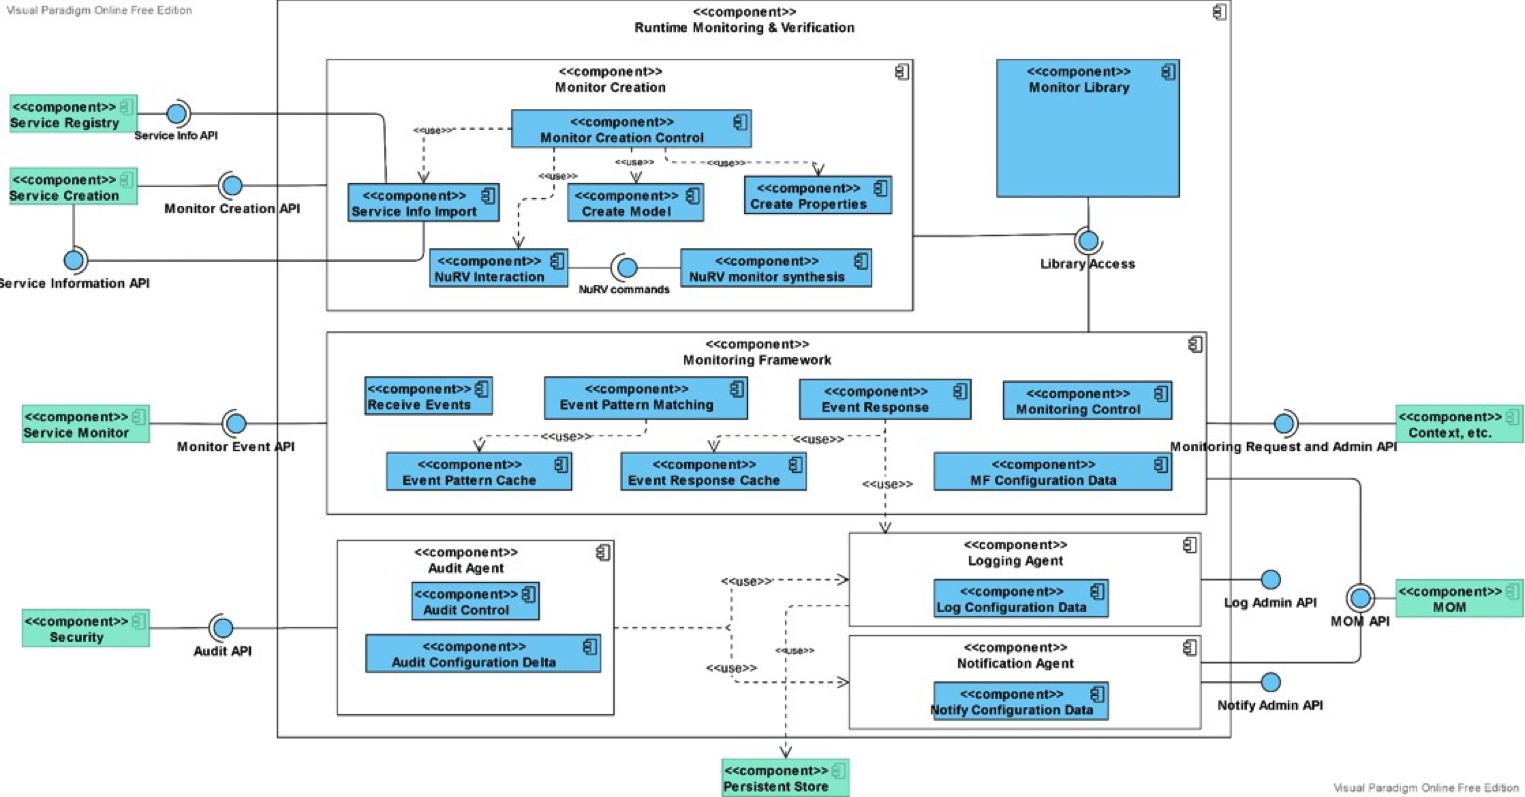 Visual Paradigm Online Free Edition
<<component>>
Runtime Monitoring & Verification
<<component>>
Monitor Creation
<<component>>
Monitor Library
<<component>>
Service Registry
Service Info API
<<component>>
Monitor Creation Control
<<use>>
<<use>>
<<use>>
<<use>>
<<component>>
Service Creation
Monitor Creation API
<<component>>
Service Info Import
<<component>>
Create Model
<<component>>
Create Properties
Service Information API
<<component>>
NuRV Interaction
NuRV commands
<<component>>
NuRV monitor synthesis
Library Access
<<component>>
Monitoring Framework
<<component>>
Receive Events
<<component>>
Event Pattern Matching
<<component>>
Event Response
<<component>>
Monitoring Control
<<component>>
Service Monitor
Monitor Event API
<<use>>
<<use>>
Monitoring Request and Admin API
<<component>>
Context, etc.
<<component>>
Event Pattern Cache
<<component>>
Event Response Cache
<<use>>
<<component>>
MF Configuration Data
<<component>>
Audit Agent
<<component>>
Audit Control
<<component>>
Audit Configuration Delta
<<component>>
Security
Audit API
<<use>>
<<use>>
<<use>>
<<component>>
Logging Agent
<<component>>
Log Configuration Data
Log Admin API
MOM API
<<component>>
MOM
<<component>>
Notification Agent
<<component>>
Notify Configuration Data
Notify Admin API
<<component>>
Persistent Store
Visual Paradigm Online Free Edition